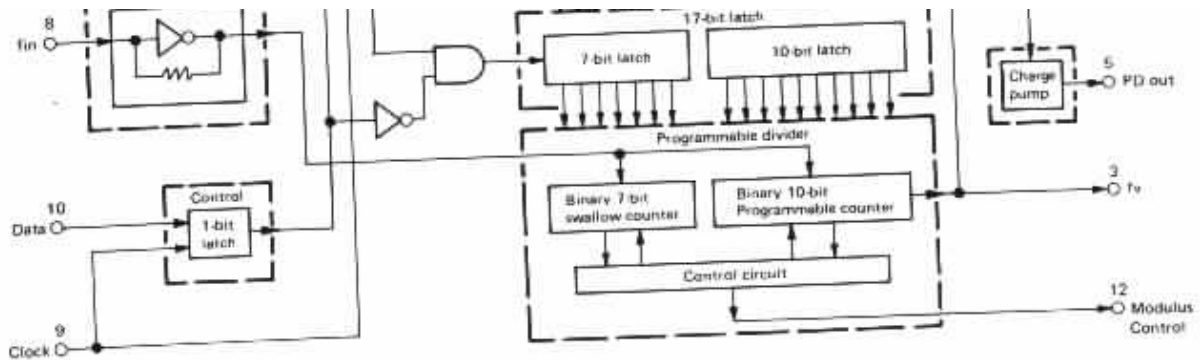 8
fin
17-bit latch
7-bit latch
10-bit latch
Charge
pump
5
PD out
Programmable divider
3
fv
Control
10
Data
1-bit
latch
Binary 7-bit
swallow counter
Binary 10-bit
Programmable counter
Control circuit
12
Modulus
Control
9
Clock